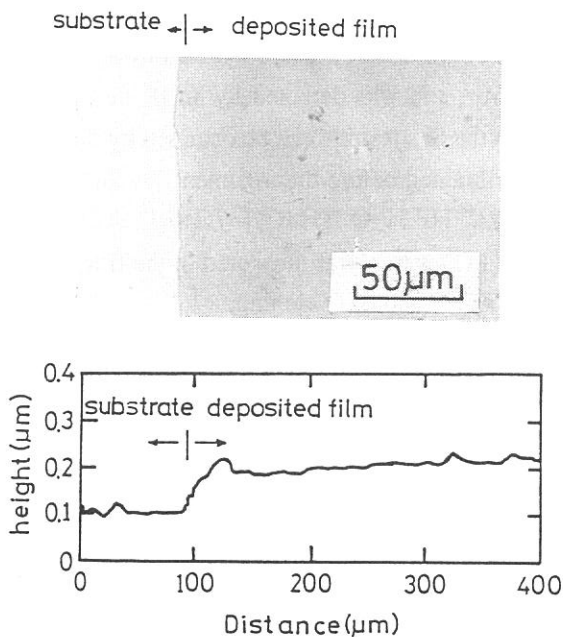 substrate ←|→ deposited film
50μm
0.4
0.3
substrate deposited film
0.2
0.1
0
height(μm)
0 100 200 300 400
Distance(μm)